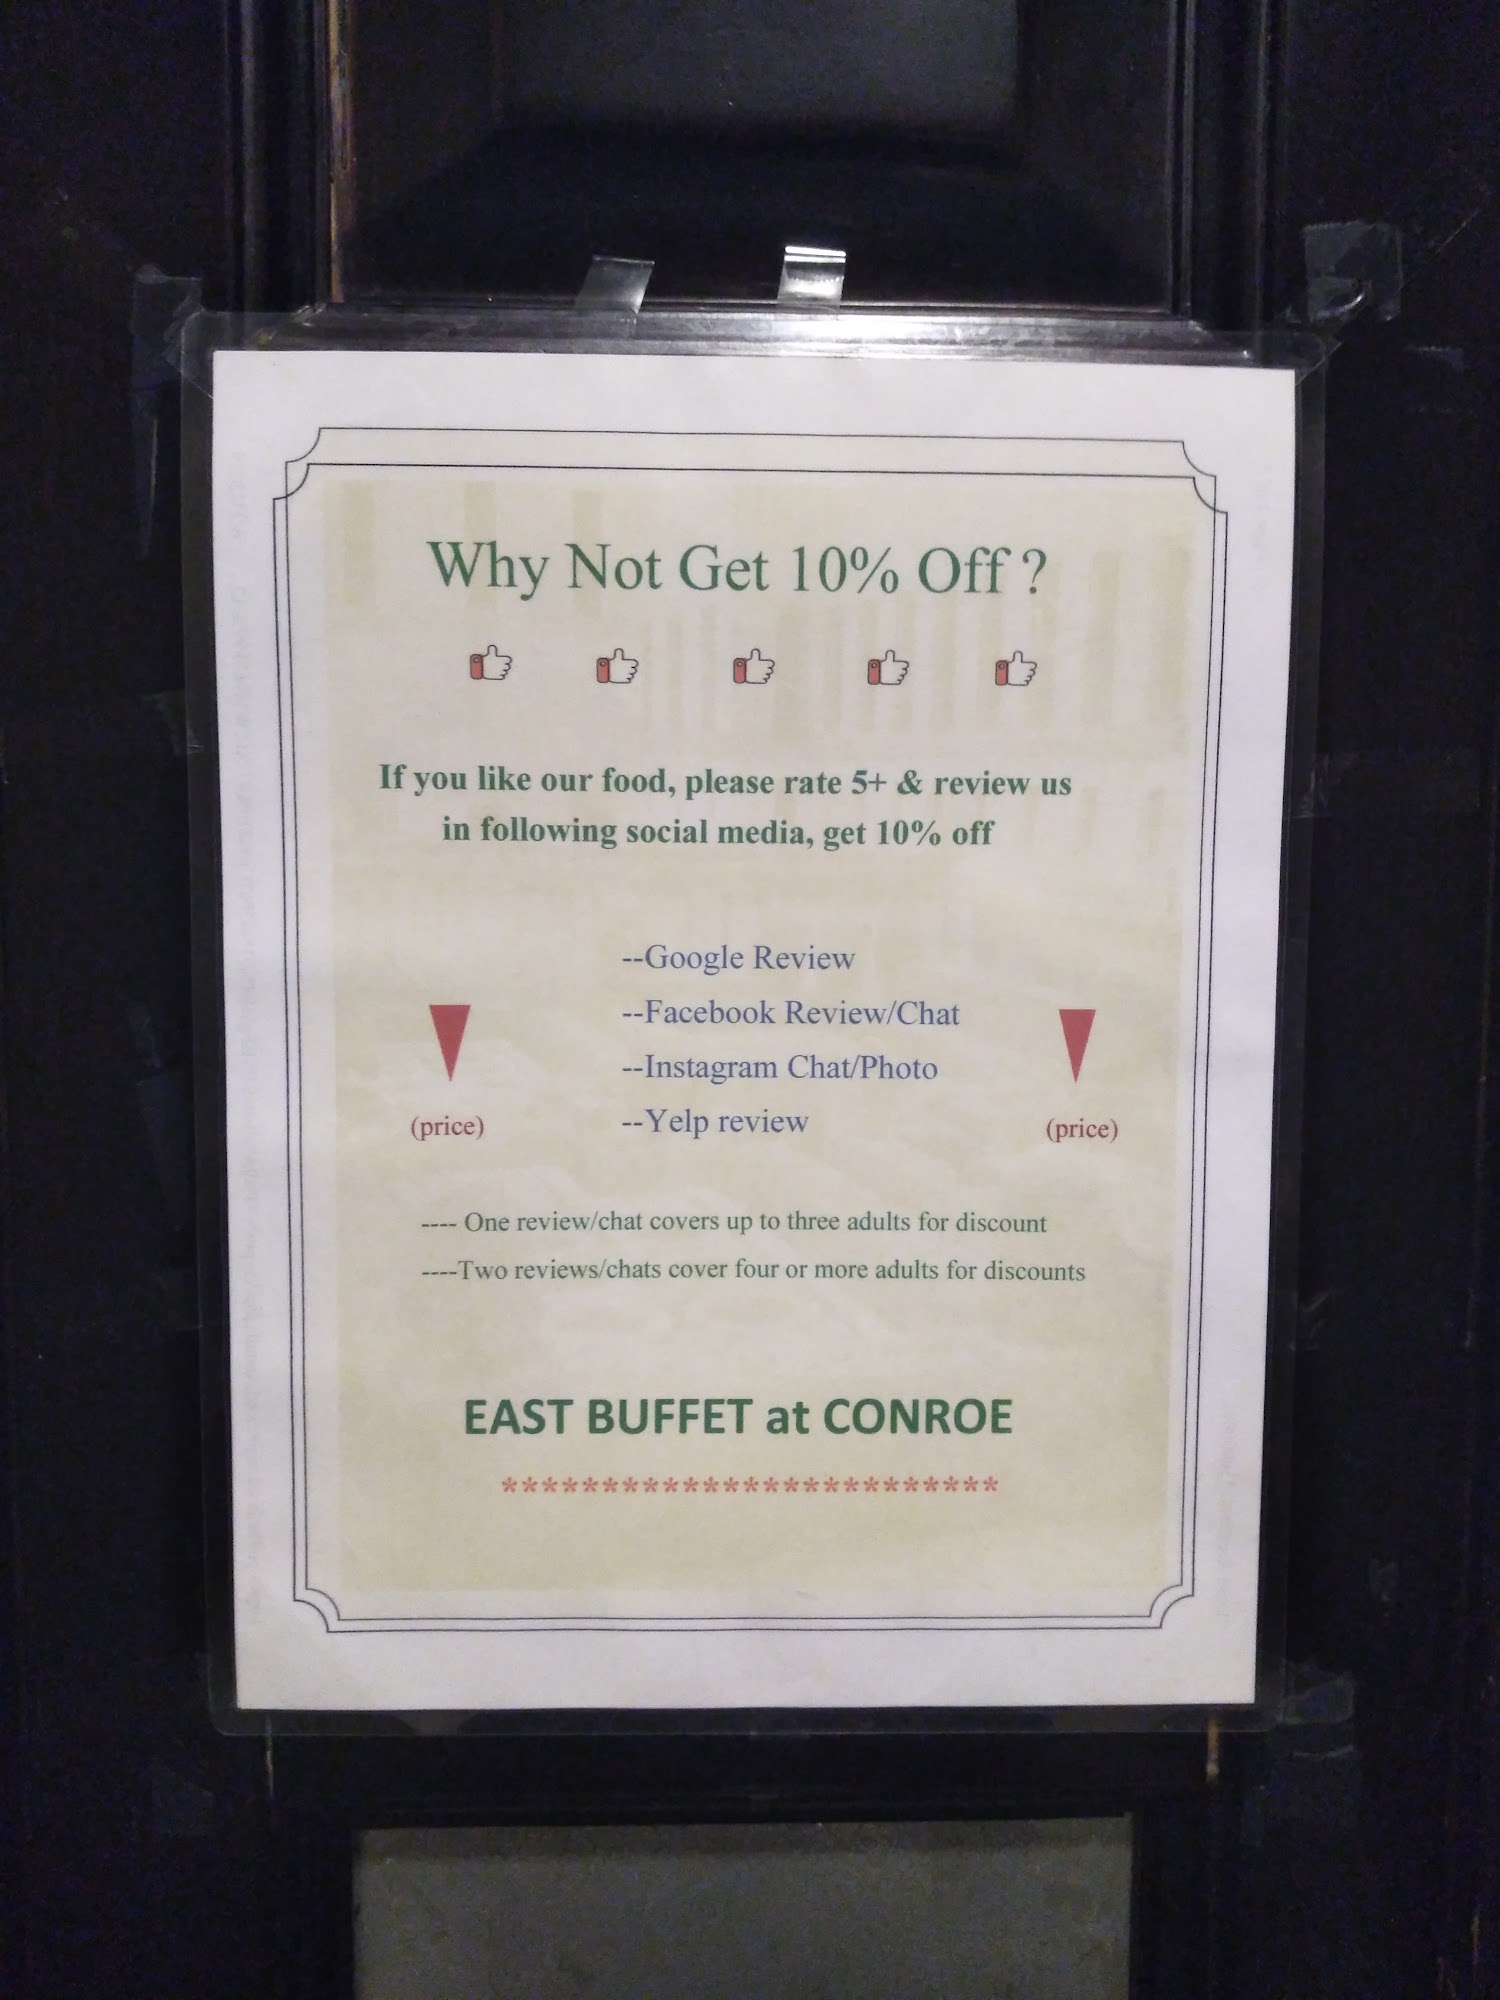 Why Not Get 10% Off ?
If you like our food, please rate 5+ & review us
in following social media, get 10% off
--Google Review
--Facebook Review/Chat
--Instagram Chat/Photo
--Yelp review
(price)
(price)
---- One review/chat covers up to three adults for discount
----Two reviews/chats cover four or more adults for discounts
EAST BUFFET at CONROE
*************************